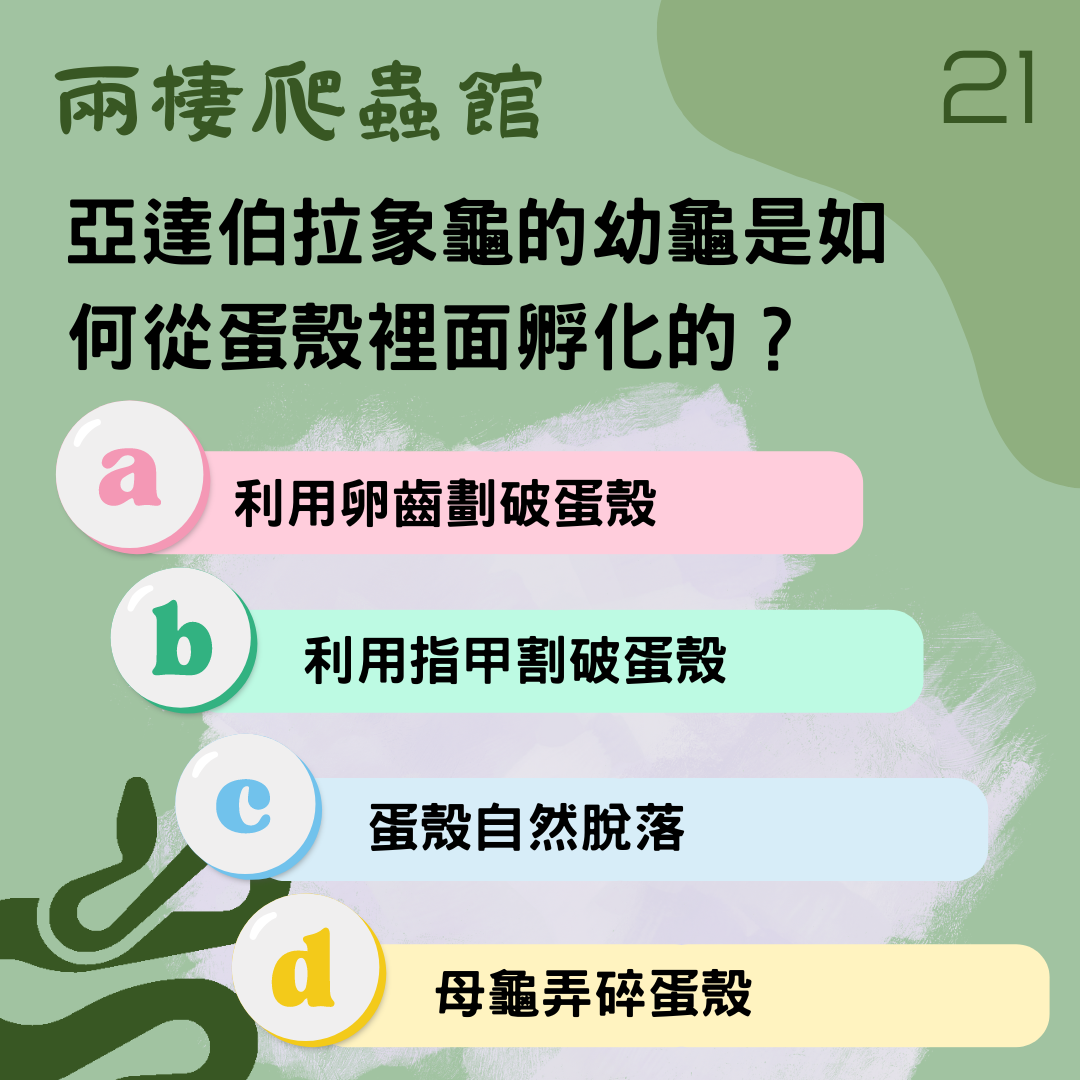 兩棲爬蟲館
21
亞達伯拉象龜的幼龜是如
何從蛋殼裡面孵化的？
a
利用卵齒劃破蛋殼
b
利用指甲割破蛋殼
c
蛋殼自然脫落
d
母龜弄碎蛋殼